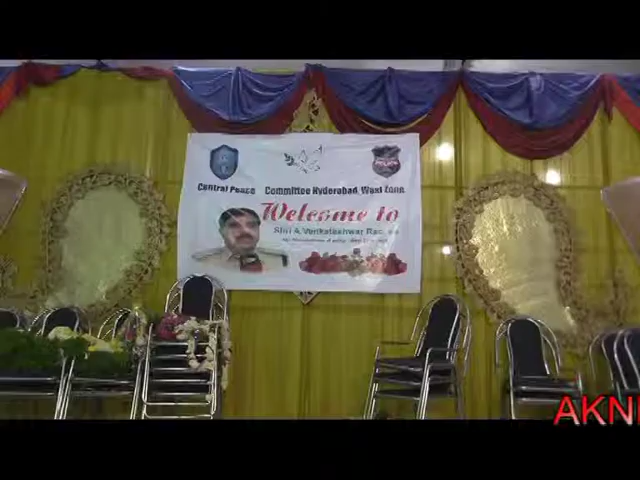 Central Peace Committee Hyderabad West Zone
Welcome to
Shri A. Venkateshwar Rao
AKN